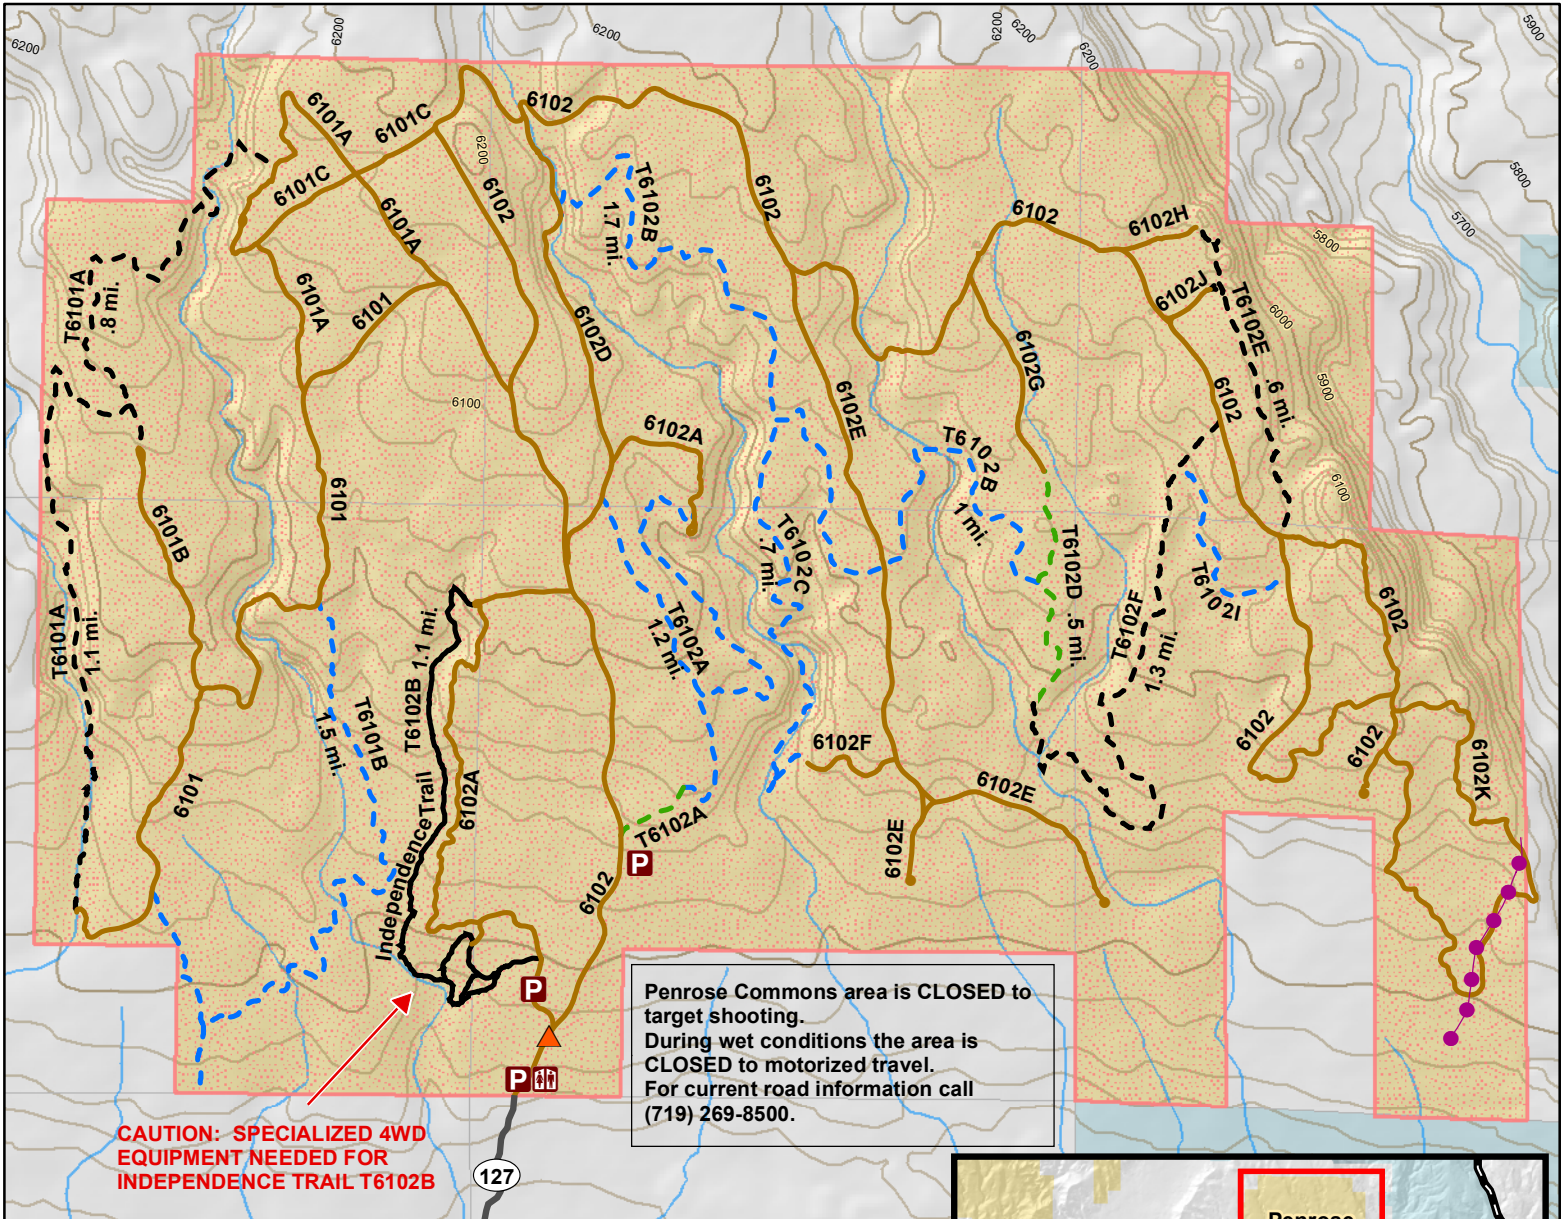 6200
6200
6200
6200
6200
6200
5900
6101A
6101C
6102
6200
5800
6101C
6102
T6102B
1.7 mi.
6102
6102
6102H
5700
5800
6101A
T6101A
.8 mi.
6101A
6101
6102D
6102J
T6102E
.6 mi.
6000
6102G
5900
6100
6102E
6102
6102A
T6102B
1 mi.
6101
6101B
T6102C
.7 mi.
6100
T6102D
.5 mi.
T6102I
T6102F
1.3 mi.
6102
T6101A
1.1 mi.
T6102B 1.1 mi.
T6102A
1.2 mi.
T6101B
1.5 mi.
6102F
6102
6102
6102K
6101
6102A
6102E
T6102A
P
6102E
6102
Independence Trail
P
P
Penrose Commons area is CLOSED to
target shooting.
During wet conditions the area is
CLOSED to motorized travel.
For current road information call
(719) 269-8500.
CAUTION: SPECIALIZED 4WD
EQUIPMENT NEEDED FOR
INDEPENDENCE TRAIL T6102B
127
Penrose